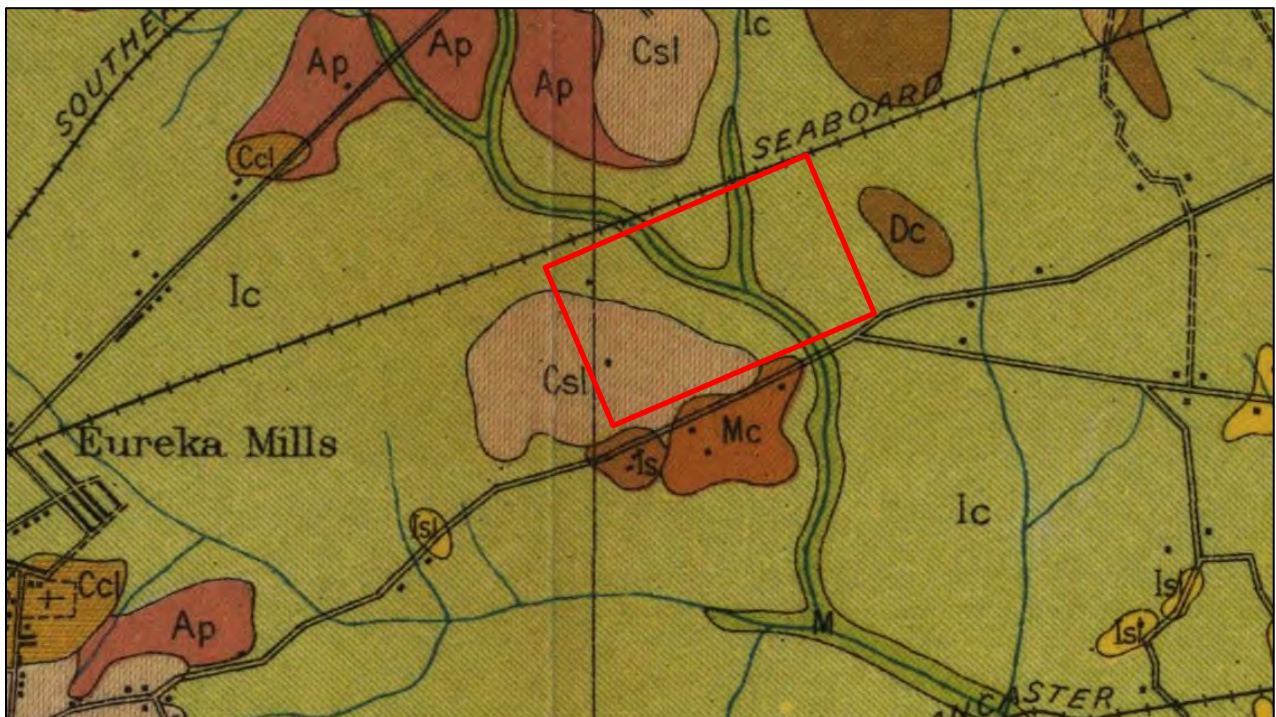 SOUTHE
Ap
Ap
Csl
Ic
Ap
SEABOARD
Ccl
Dc
Ic
Csl
Mc
Is
Eureka Mills
Ic
Isl
Ccl
Isl
Ap
M
Isl
CASTER